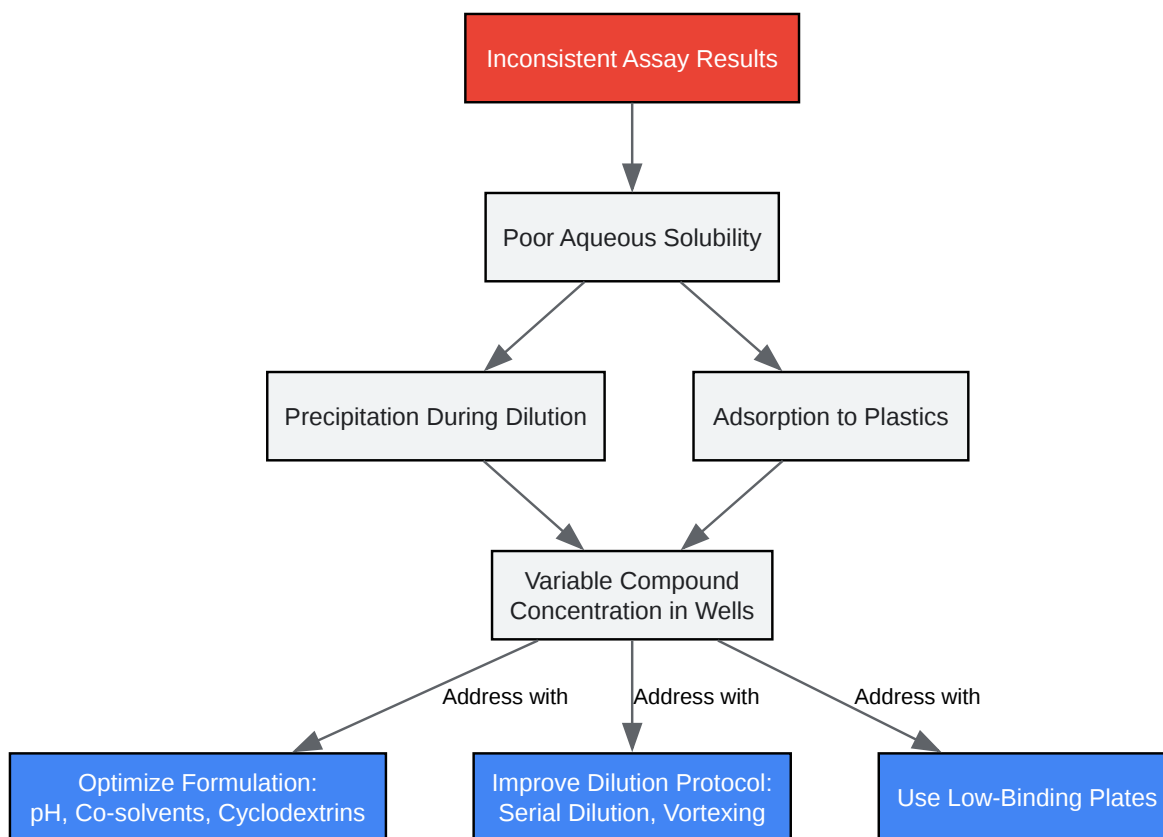 Inconsistent Assay Results
Poor Aqueous Solubility
Precipitation During Dilution
Adsorption to Plastics
Variable Compound
Concentration in Wells
Address with
Address with
Address with
Optimize Formulation:
pH, Co-solvents, Cyclodextrins
Improve Dilution Protocol:
Serial Dilution, Vortexing
Use Low-Binding Plates